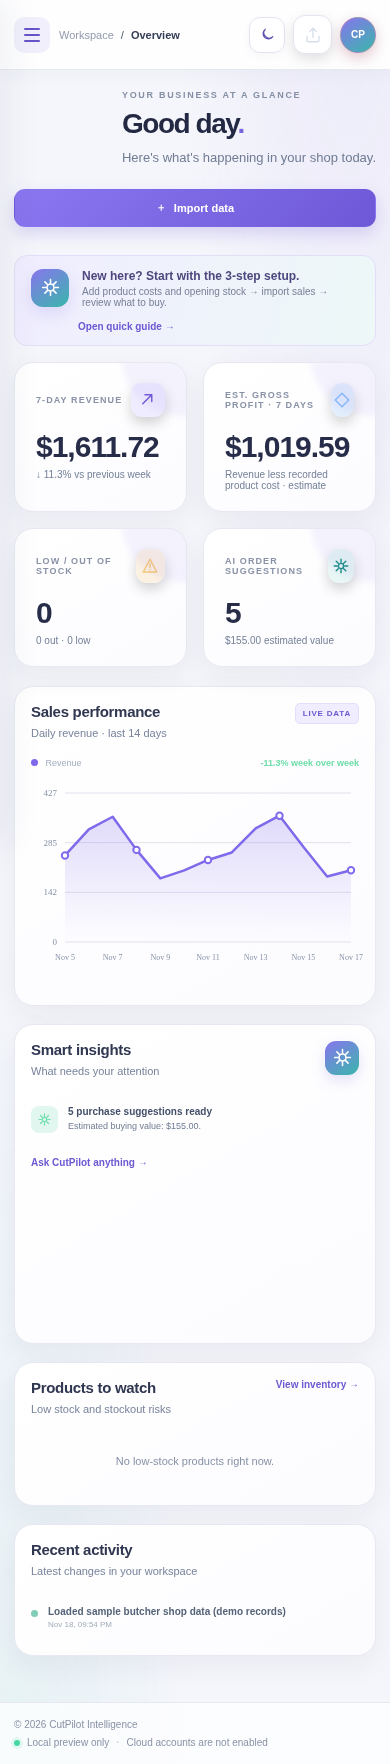 Workspace / Overview
CP
YOUR BUSINESS AT A GLANCE
Good day.
Here's what's happening in your shop today.
+ Import data
New here? Start with the 3-step setup.
Add product costs and opening stock → import sales →
review what to buy.
Open quick guide →
7-DAY REVENUE
$1,611.72
↓ 11.3% vs previous week
EST. GROSS
PROFIT · 7 DAYS
$1,019.59
Revenue less recorded
product cost · estimate
LOW / OUT OF
STOCK
0
0 out · 0 low
AI ORDER
SUGGESTIONS
5
$155.00 estimated value
Sales performance
LIVE DATA
Daily revenue · last 14 days
Revenue
-11.3% week over week
427
285
142
0
Nov 5 Nov 7 Nov 9 Nov 11 Nov 13 Nov 15 Nov 17
Smart insights
What needs your attention
5 purchase suggestions ready
Estimated buying value: $155.00.
Ask CutPilot anything →
Products to watch
View inventory →
Low stock and stockout risks
No low-stock products right now.
Recent activity
Latest changes in your workspace
Loaded sample butcher shop data (demo records)
Nov 18, 09:54 PM
© 2026 CutPilot Intelligence
Local preview only · Cloud accounts are not enabled